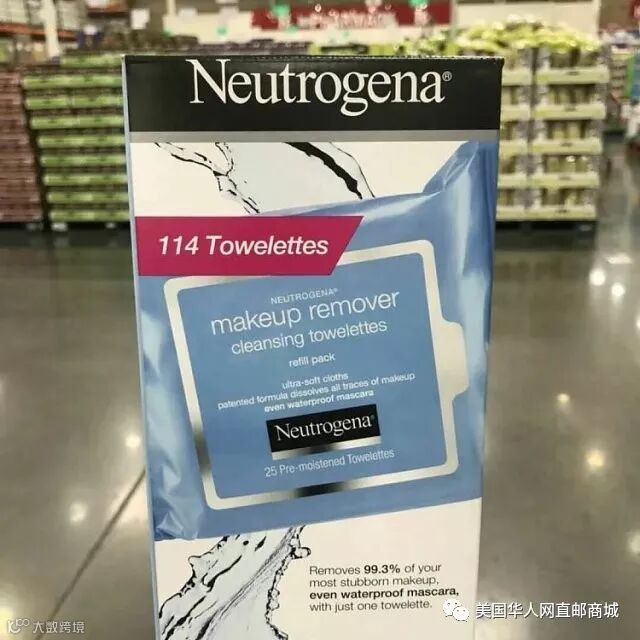 Neutrogena®
114 Towelettes
NEUTROGENA®
makeup remover
cleansing towelettes
refill pack
ultra-soft cloths
patented formula dissolves all traces of makeup
even waterproof mascara
Neutrogena®
25 Pre-moistened Towelettes
Removes 99.3% of your
most stubborn makeup,
even waterproof mascara,
with just one towelette.
美国华人网直邮商城
大数跨境